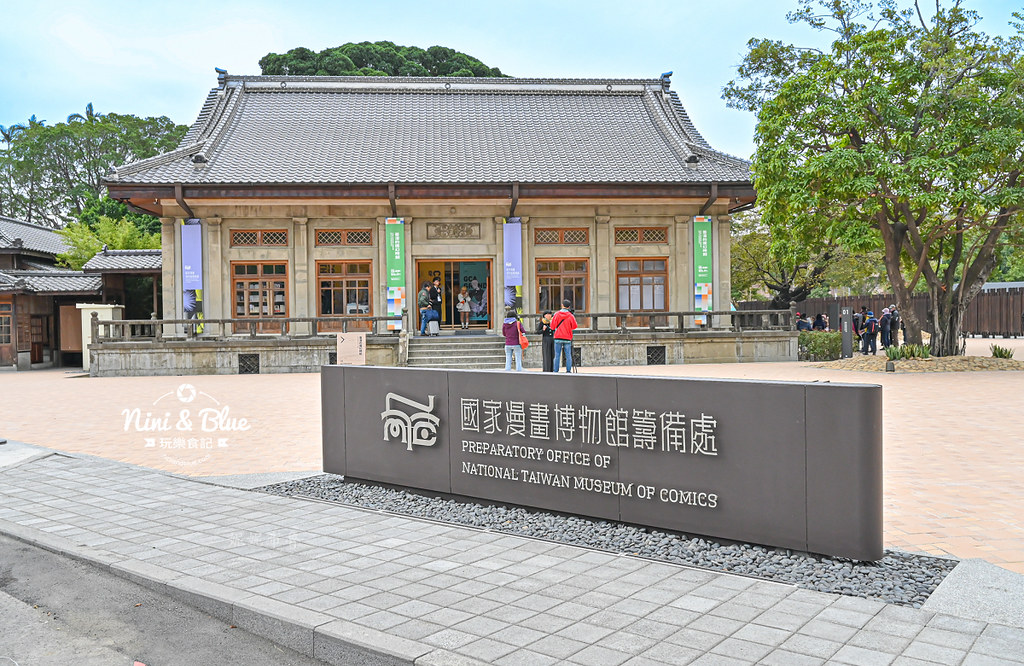 國家漫畫博物館籌備處
PREPARATORY OFFICE OF
NATIONAL TAIWAN MUSEUM OF COMICS
Nini & Blue
玩樂食記
01